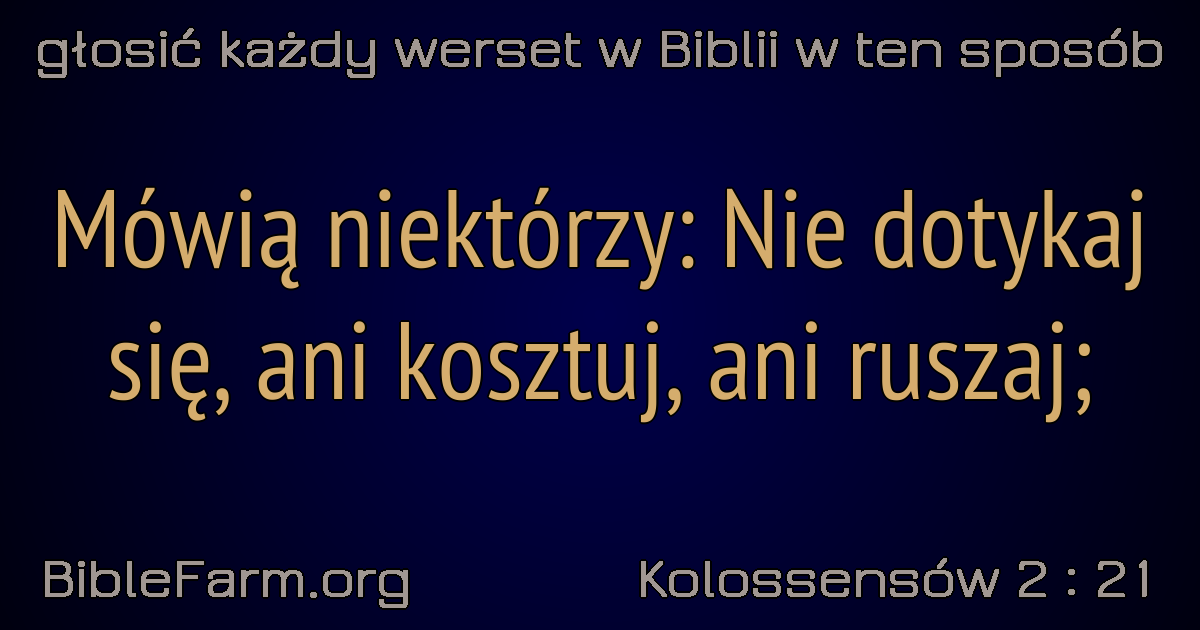 głosić każdy werset w Biblii w ten sposób
Mówią niektórzy: Nie dotykaj
się, ani kosztuj, ani ruszaj;
BibleFarm.org
Kolossensów 2 : 21